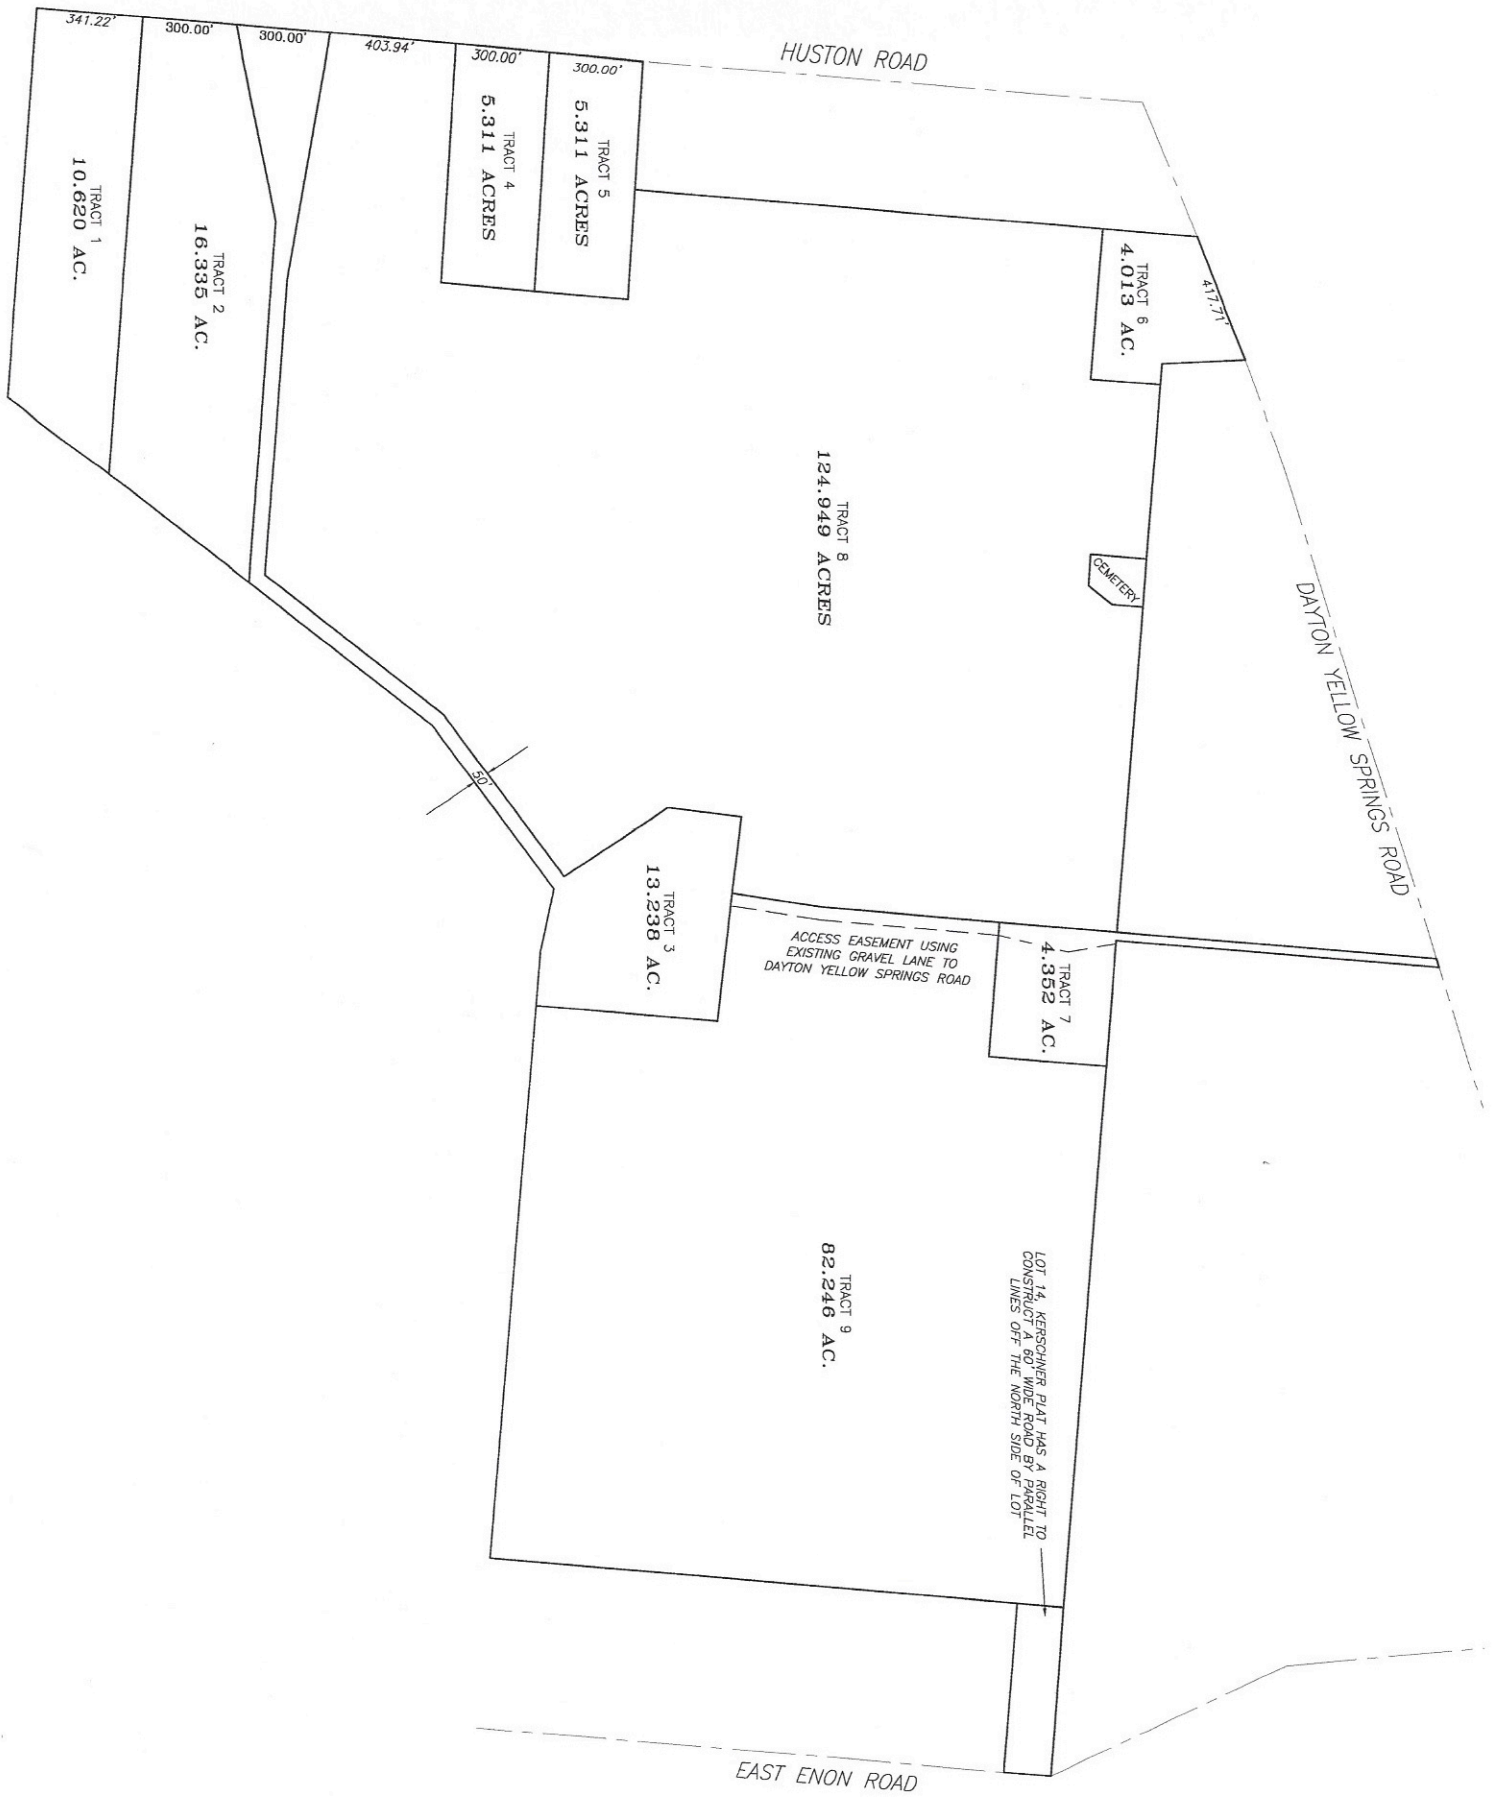 341.22'
300.00'
300.00'
403.94'
300.00'
300.00'
HUSTON ROAD
TRACT 1
10.620 AC.
TRACT 2
16.335 AC.
TRACT 4
5.311 ACRES
TRACT 5
5.311 ACRES
TRACT 6
4.013 AC.
417.71'
TRACT 8
124.949 ACRES
CEMETERY
DAYTON YELLOW SPRINGS ROAD
50'
TRACT 3
13.238 AC.
ACCESS EASEMENT USING
EXISTING GRAVEL LANE TO
DAYTON YELLOW SPRINGS ROAD
TRACT 7
4.352 AC.
TRACT 9
82.246 AC.
LOT 14, KERSCHNER PLAT HAS A RIGHT TO
CONSTRUCT A 60' WIDE ROAD BY PARALLEL
LINES OFF THE NORTH SIDE OF LOT
EAST ENON ROAD